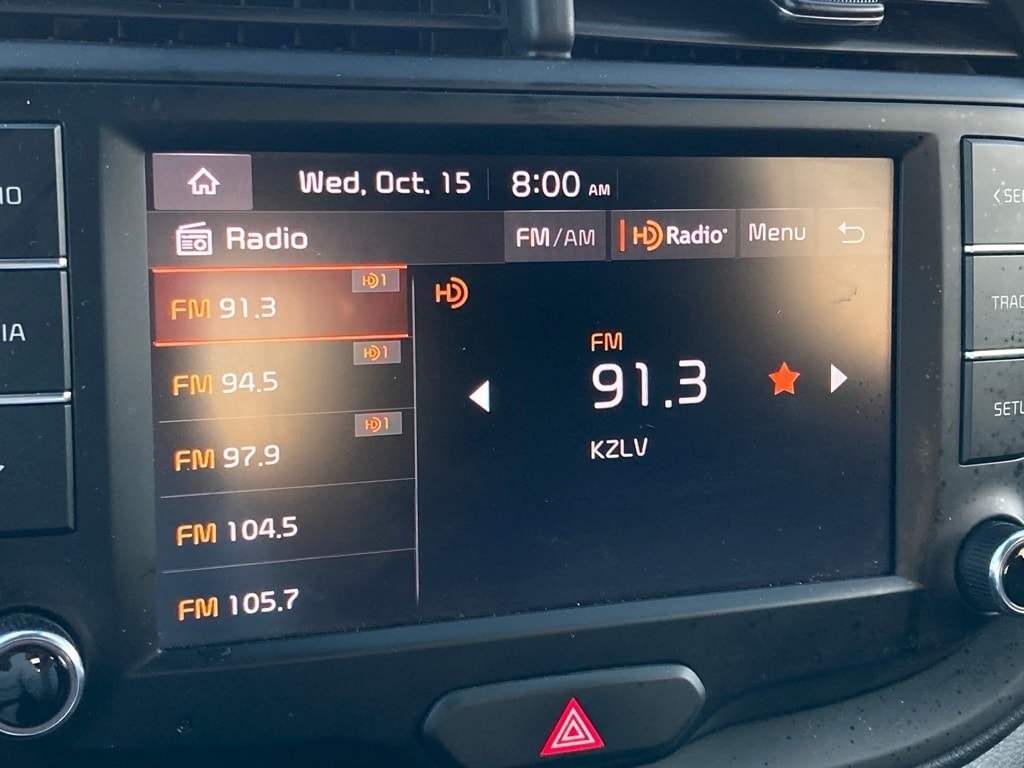 Wed, Oct. 15 8:00 AM
Radio FM/AM HD Radio Menu
HD1
FM 91.3
HD1
FM 94.5
HD1
FM 97.9
FM 104.5
FM 105.7
HD
FM
91.3
KZLV